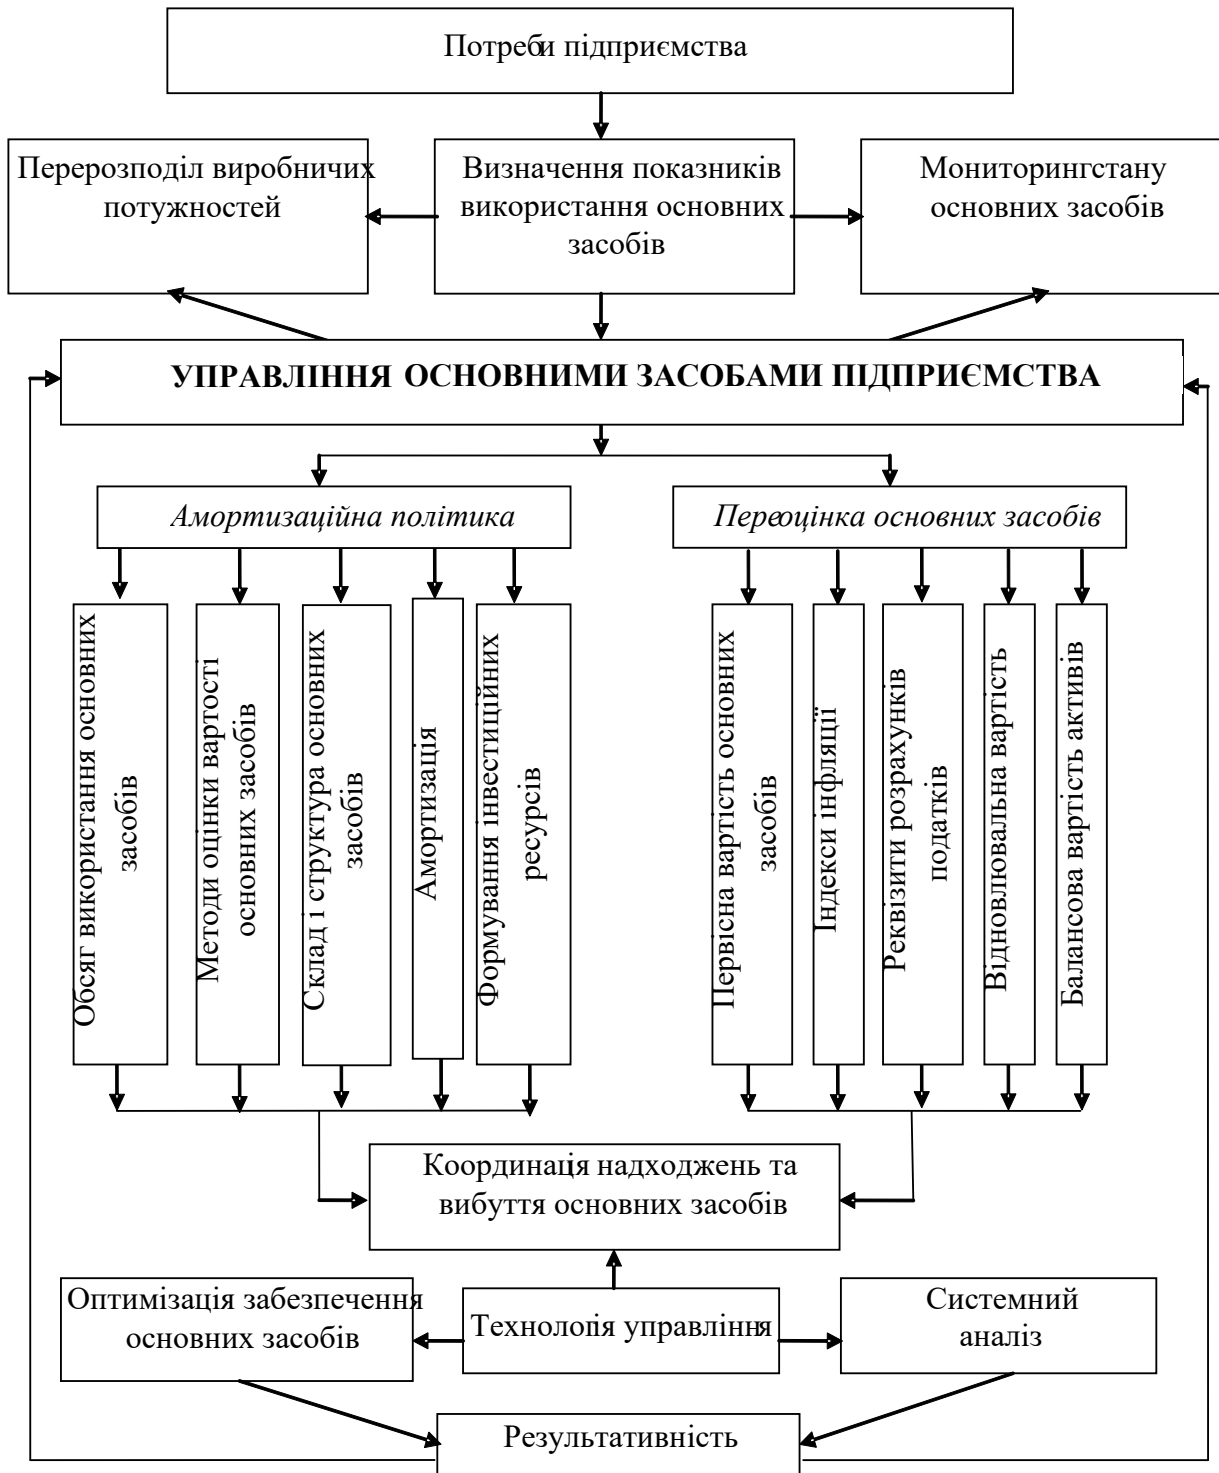 Потреби підприємства
Перерозподіл виробничих
потужностей
Визначення показників
використання основних
засобів
Мониторингстану
основних засобів
УПРАВЛІННЯ ОСНОВНИМИ ЗАСОБАМИ ПІДПРИЄМСТВА
Амортизаційна політика
Переоцінка основних засобів
Обсяг використання основних
засобів
Методи оцінки вартості
основних засобів
Склад і структура основних
засобів
Амортизація
Формування інвестиційних
ресурсів
Первісна вартість основних
засобів
Індекси інфляції
Реквізити розрахунків
податків
Відновлювальна вартість
Балансова вартість активів
Координація надходжень та
вибуття основних засобів
Оптимізація забезпечення
основних засобів
Технологія управління
Системний
аналіз
Результативність